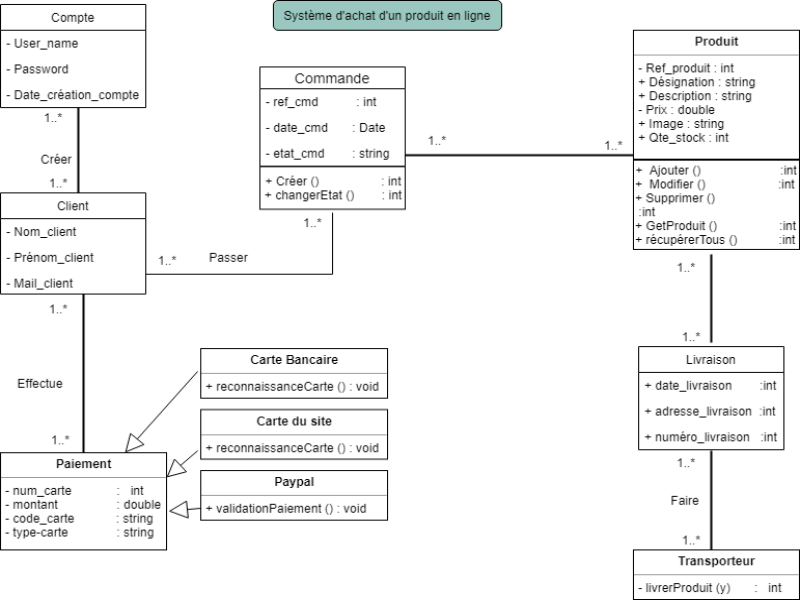 Système d'achat d'un produit en ligne
Compte
- User_name
- Password
- Date_création_compte
1..*
Créer
1..*
Client
- Nom_client
- Prénom_client
- Mail_client
1..*
Passer
1..*
Commande
- ref_cmd : int
- date_cmd : Date
- etat_cmd : string
+ Créer () : int
+ changerEtat () : int
1..*
1..*
Produit
- Ref_produit : int
+ Désignation : string
+ Description : string
- Prix : double
+ Image : string
+ Qte_stock : int
+ Ajouter () :int
+ Modifier () :int
+ Supprimer ()
:int
+ GetProduit () :int
+ récupérerTous () :int
1..*
1..*
Livraison
+ date_livraison :int
+ adresse_livraison :int
+ numéro_livraison :int
1..*
Faire
1..*
Transporteur
- livrerProduit (y) : int
1..*
Effectue
1..*
Paiement
- num_carte : int
- montant : double
- code_carte : string
- type-carte : string
Carte Bancaire
+ reconnaissanceCarte () : void
Carte du site
+ reconnaissanceCarte () : void
Paypal
+ validationPaiement () : void